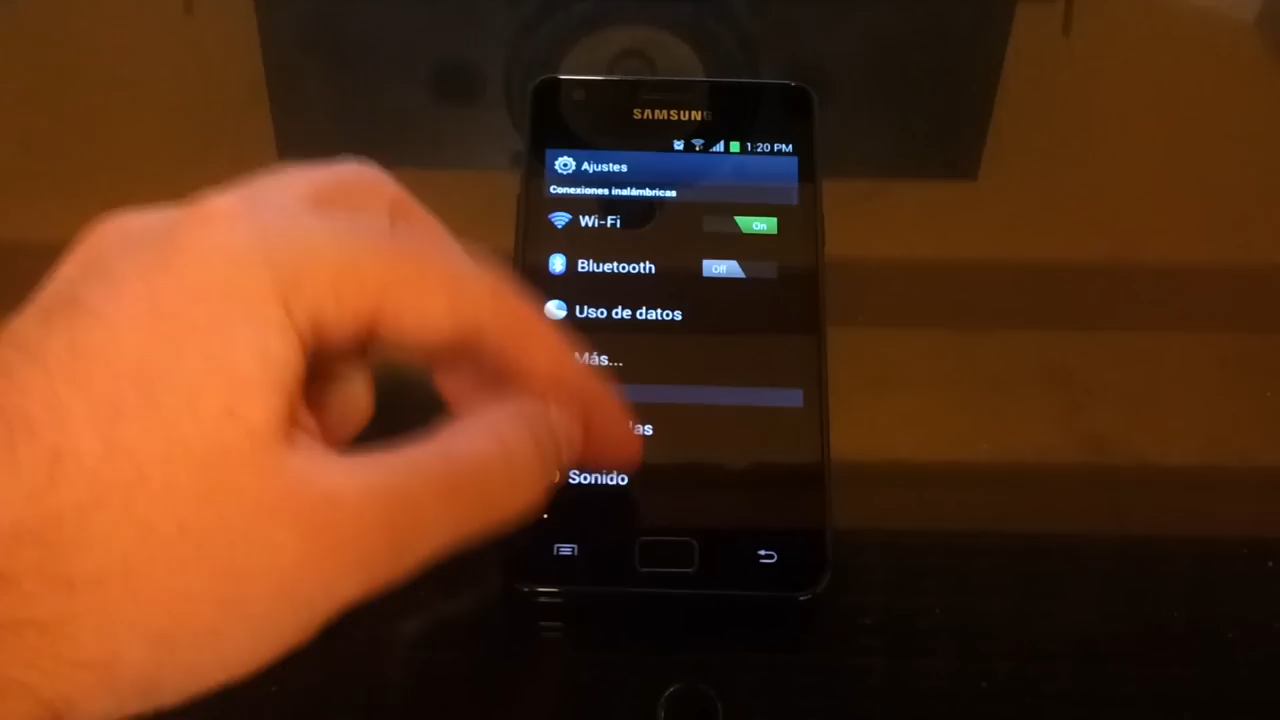 SAMSUNG
1:20 PM
Ajustes
Conexiones inalámbricas
Wi-Fi
On
Bluetooth
Off
Uso de datos
Más...
Sonido